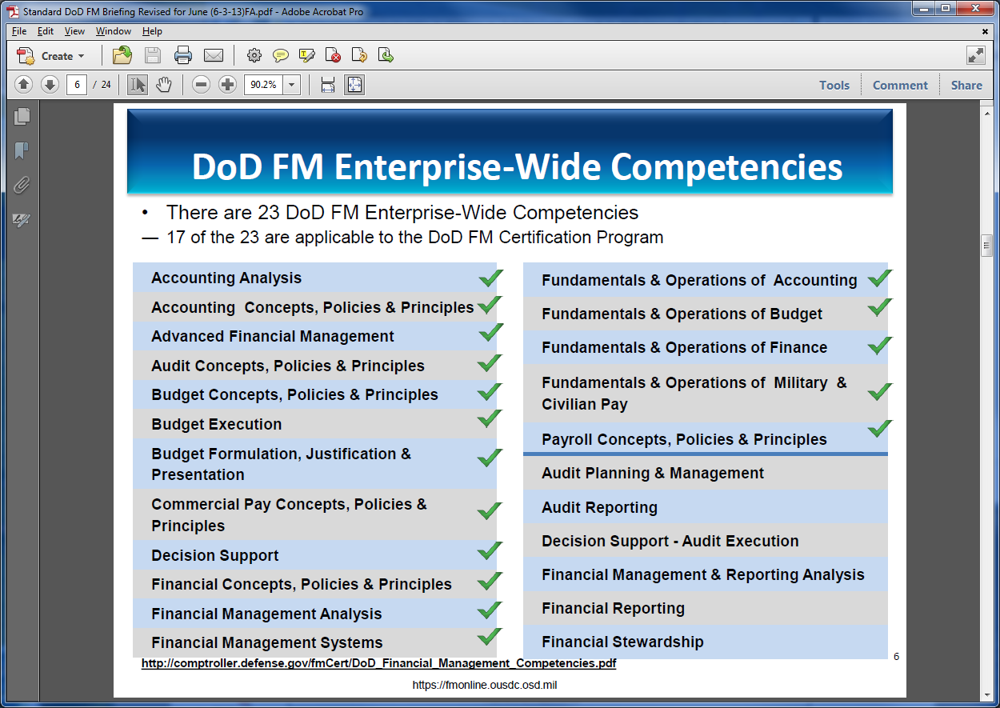 Standard DoD FM Briefing Revised for June (6-3-13)FA.pdf - Adobe Acrobat Pro
File Edit View Window Help
Create
6 / 24 90.2% Tools Comment Share
DoD FM Enterprise-Wide Competencies
• There are 23 DoD FM Enterprise-Wide Competencies
— 17 of the 23 are applicable to the DoD FM Certification Program
Accounting Analysis
Accounting Concepts, Policies & Principles
Advanced Financial Management
Audit Concepts, Policies & Principles
Budget Concepts, Policies & Principles
Budget Execution
Budget Formulation, Justification &
Presentation
Commercial Pay Concepts, Policies &
Principles
Decision Support
Financial Concepts, Policies & Principles
Financial Management Analysis
Financial Management Systems
Fundamentals & Operations of Accounting
Fundamentals & Operations of Budget
Fundamentals & Operations of Finance
Fundamentals & Operations of Military &
Civilian Pay
Payroll Concepts, Policies & Principles
Audit Planning & Management
Audit Reporting
Decision Support - Audit Execution
Financial Management & Reporting Analysis
Financial Reporting
Financial Stewardship
http://comptroller.defense.gov/fmCert/DoD_Financial_Management_Competencies.pdf
6
https://fmonline.ousdc.osd.mil